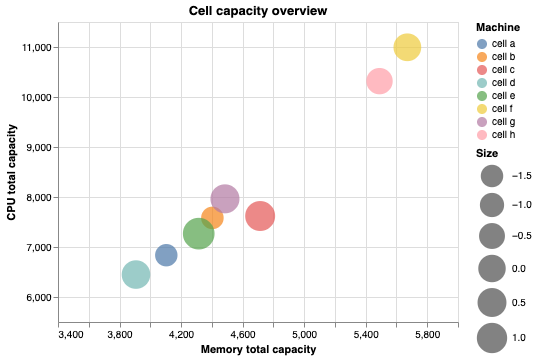 Cell capacity overview
CPU total capacity
11,000
10,000
9,000
8,000
7,000
6,000
3,400 3,800 4,200 4,600 5,000 5,400 5,800
Memory total capacity
Machine
cell a
cell b
cell c
cell d
cell e
cell f
cell g
cell h
Size
−1.5
−1.0
−0.5
0.0
0.5
1.0